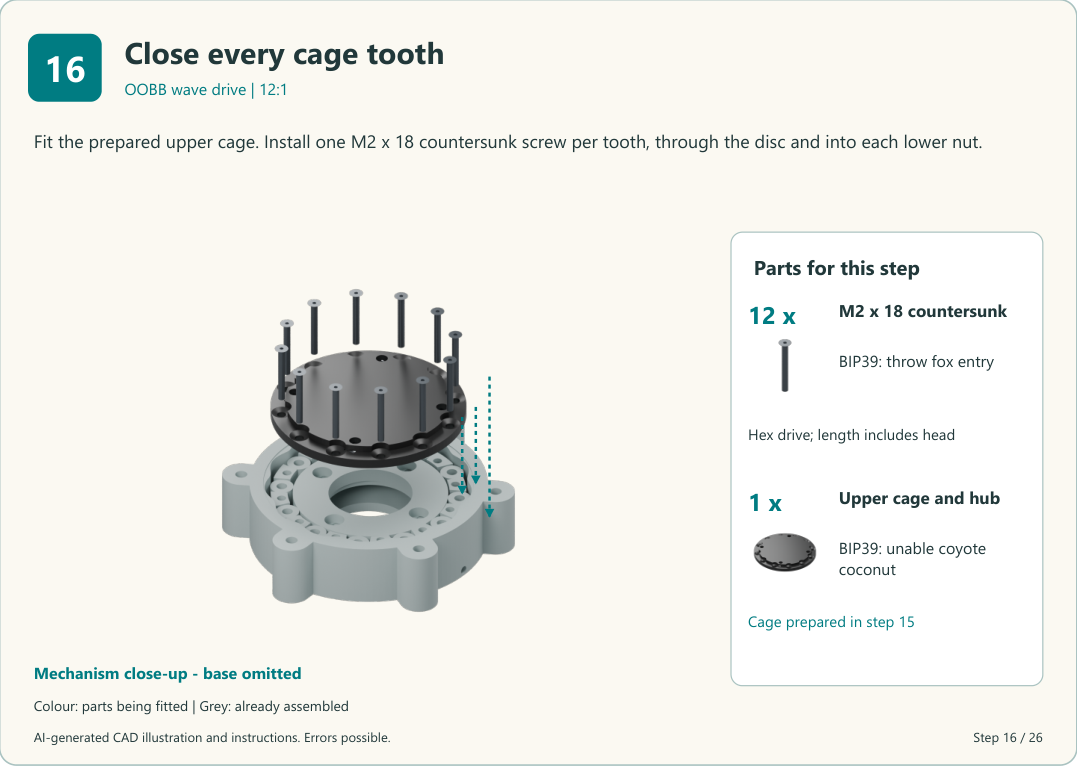 16
Close every cage tooth
OOBB wave drive | 12:1
Fit the prepared upper cage. Install one M2 x 18 countersunk screw per tooth, through the disc and into each lower nut.
Parts for this step
12 x
M2 x 18 countersunk
BIP39: throw fox entry
Hex drive; length includes head
1 x
Upper cage and hub
BIP39: unable coyote
coconut
Cage prepared in step 15
Mechanism close-up - base omitted
Colour: parts being fitted | Grey: already assembled
AI-generated CAD illustration and instructions. Errors possible.
Step 16 / 26